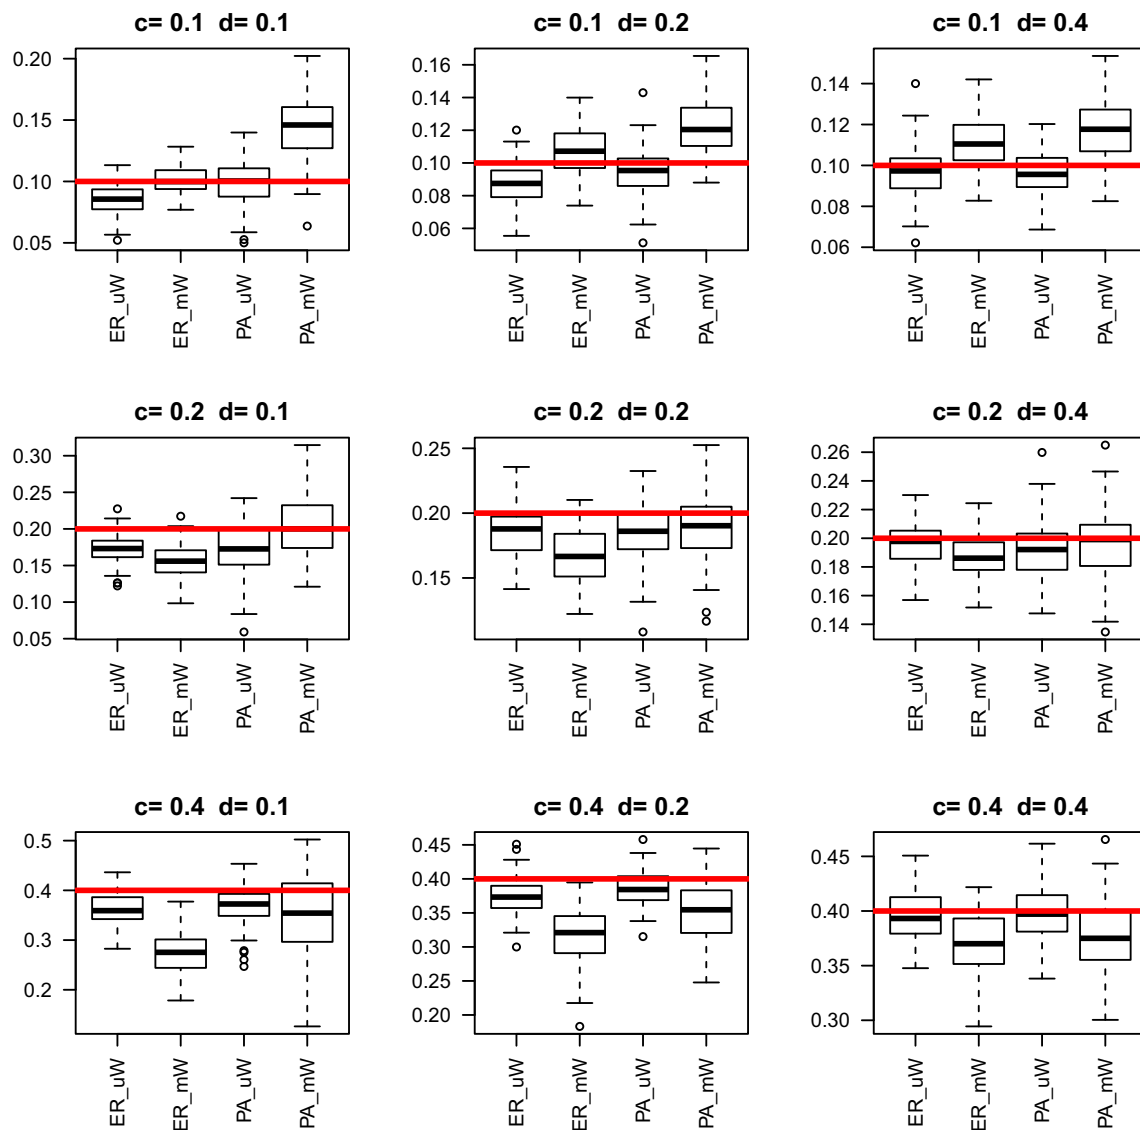 c= 0.1 d= 0.1
0.20
0.15
0.10
0.05
ER_uW
ER_mW
PA_uW
PA_mW
c= 0.1 d= 0.2
0.16
0.14
0.12
0.10
0.08
0.06
ER_uW
ER_mW
PA_uW
PA_mW
c= 0.1 d= 0.4
0.14
0.12
0.10
0.08
0.06
ER_uW
ER_mW
PA_uW
PA_mW
c= 0.2 d= 0.1
0.30
0.25
0.20
0.15
0.10
0.05
ER_uW
ER_mW
PA_uW
PA_mW
c= 0.2 d= 0.2
0.25
0.20
0.15
ER_uW
ER_mW
PA_uW
PA_mW
c= 0.2 d= 0.4
0.26
0.24
0.22
0.20
0.18
0.16
0.14
ER_uW
ER_mW
PA_uW
PA_mW
c= 0.4 d= 0.1
0.5
0.4
0.3
0.2
ER_uW
ER_mW
PA_uW
PA_mW
c= 0.4 d= 0.2
0.45
0.40
0.35
0.30
0.25
0.20
ER_uW
ER_mW
PA_uW
PA_mW
c= 0.4 d= 0.4
0.45
0.40
0.35
0.30
ER_uW
ER_mW
PA_uW
PA_mW